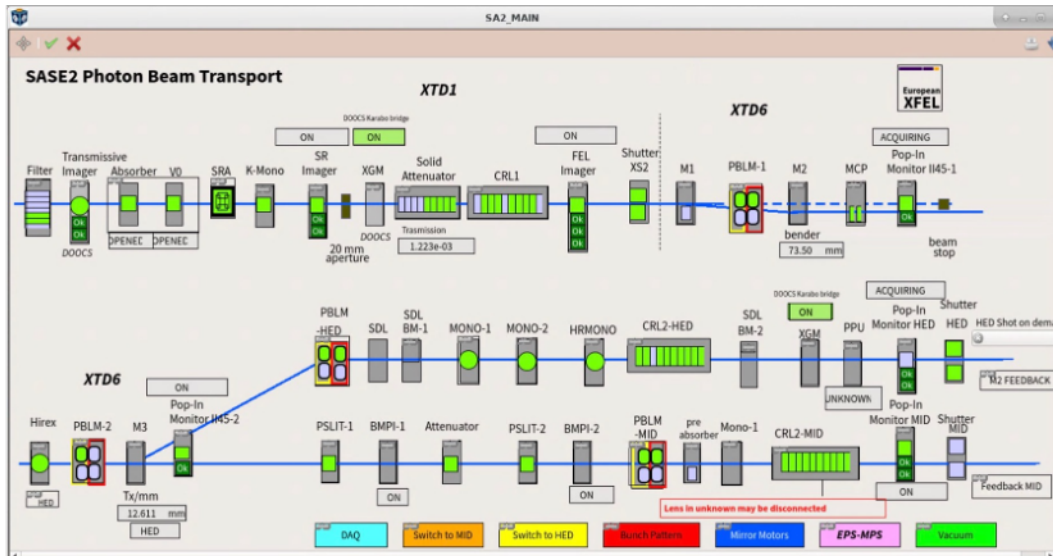 SA2_MAIN
SASE2 Photon Beam Transport
XTD1
XTD6
European
XFEL
DOOCS Karabo bridge
ON
ON
ON
ACQUIRING
Filter
Transmissive
Imager
Absorber
V0
SRA
K-Mono
SR
Imager
XGM
Solid
Attenuator
CRL1
FEL
Imager
Shutter
XS2
M1
PBLM-1
M2
MCP
Pop-In
Monitor II45-1
Ok
Ok
Ok
Ok
Ok
Ok
Ok
Ok
DOOCS
OPENED
OPENED
20 mm
aperture
DOOCS
Trasmission
1.223e-03
bender
73.50 mm
beam
stop
DOOCS Karabo bridge
ON
ACQUIRING
PBLM
-HED
SDL
SDL
BM-1
MONO-1
MONO-2
HRMONO
CRL2-HED
SDL
BM-2
XGM
PPU
Pop-In
Monitor HED
Shutter
HED
HED Shot on dema
Ok
Ok
UNKNOWN
M2 FEEDBACK
XTD6
ON
Hirex
PBLM-2
M3
Pop-In
Monitor II45-2
Ok
HED
Tx/mm
12.611 mm
HED
PSLIT-1
BMPI-1
Attenuator
PSLIT-2
BMPI-2
PBLM
-MID
pre
absorber
Mono-1
CRL2-MID
Pop-In
Monitor MID
Shutter
MID
Ok
Ok
ON
ON
ON
Feedback MID
Lens in unknown may be disconnected
DAQ
Switch to MID
Switch to HED
Bunch Pattern
Mirror Motors
EPS-MPS
Vacuum